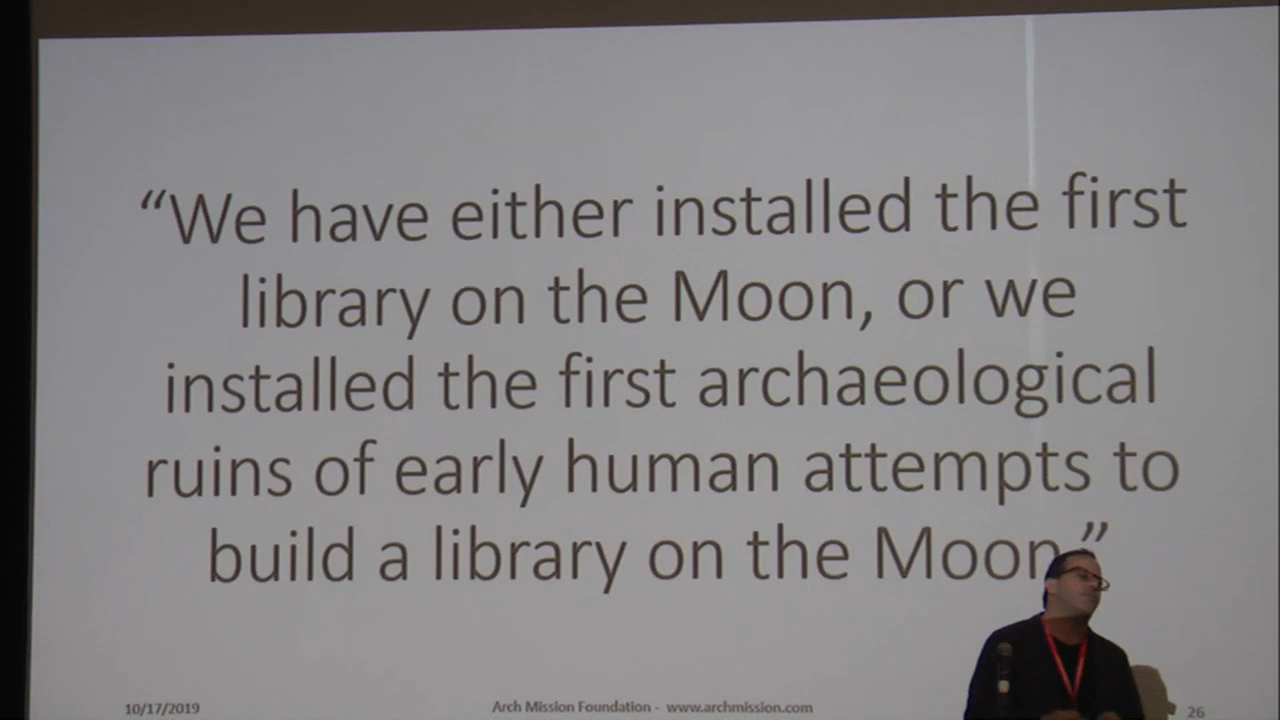 “We have either installed the first
library on the Moon, or we
installed the first archaeological
ruins of early human attempts to
build a library on the Moon.”
10/17/2019
Arch Mission Foundation - www.archmission.com
26